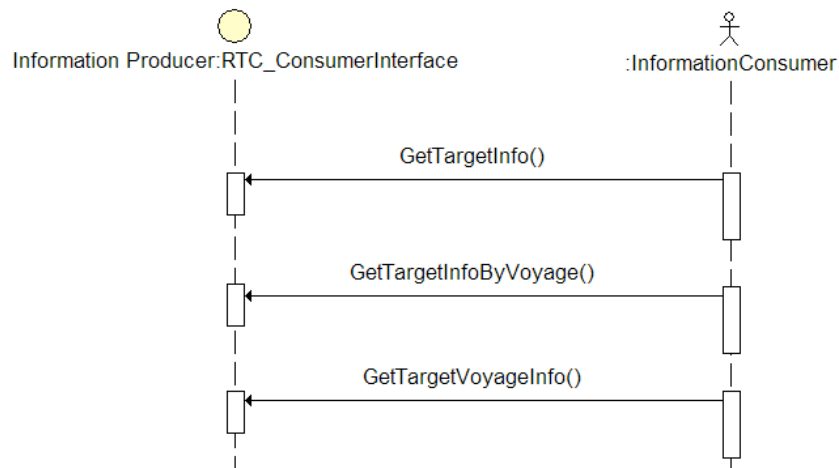 Information Producer:RTC_ConsumerInterface
:InformationConsumer
GetTargetInfo()
GetTargetInfoByVoyage()
GetTargetVoyageInfo()